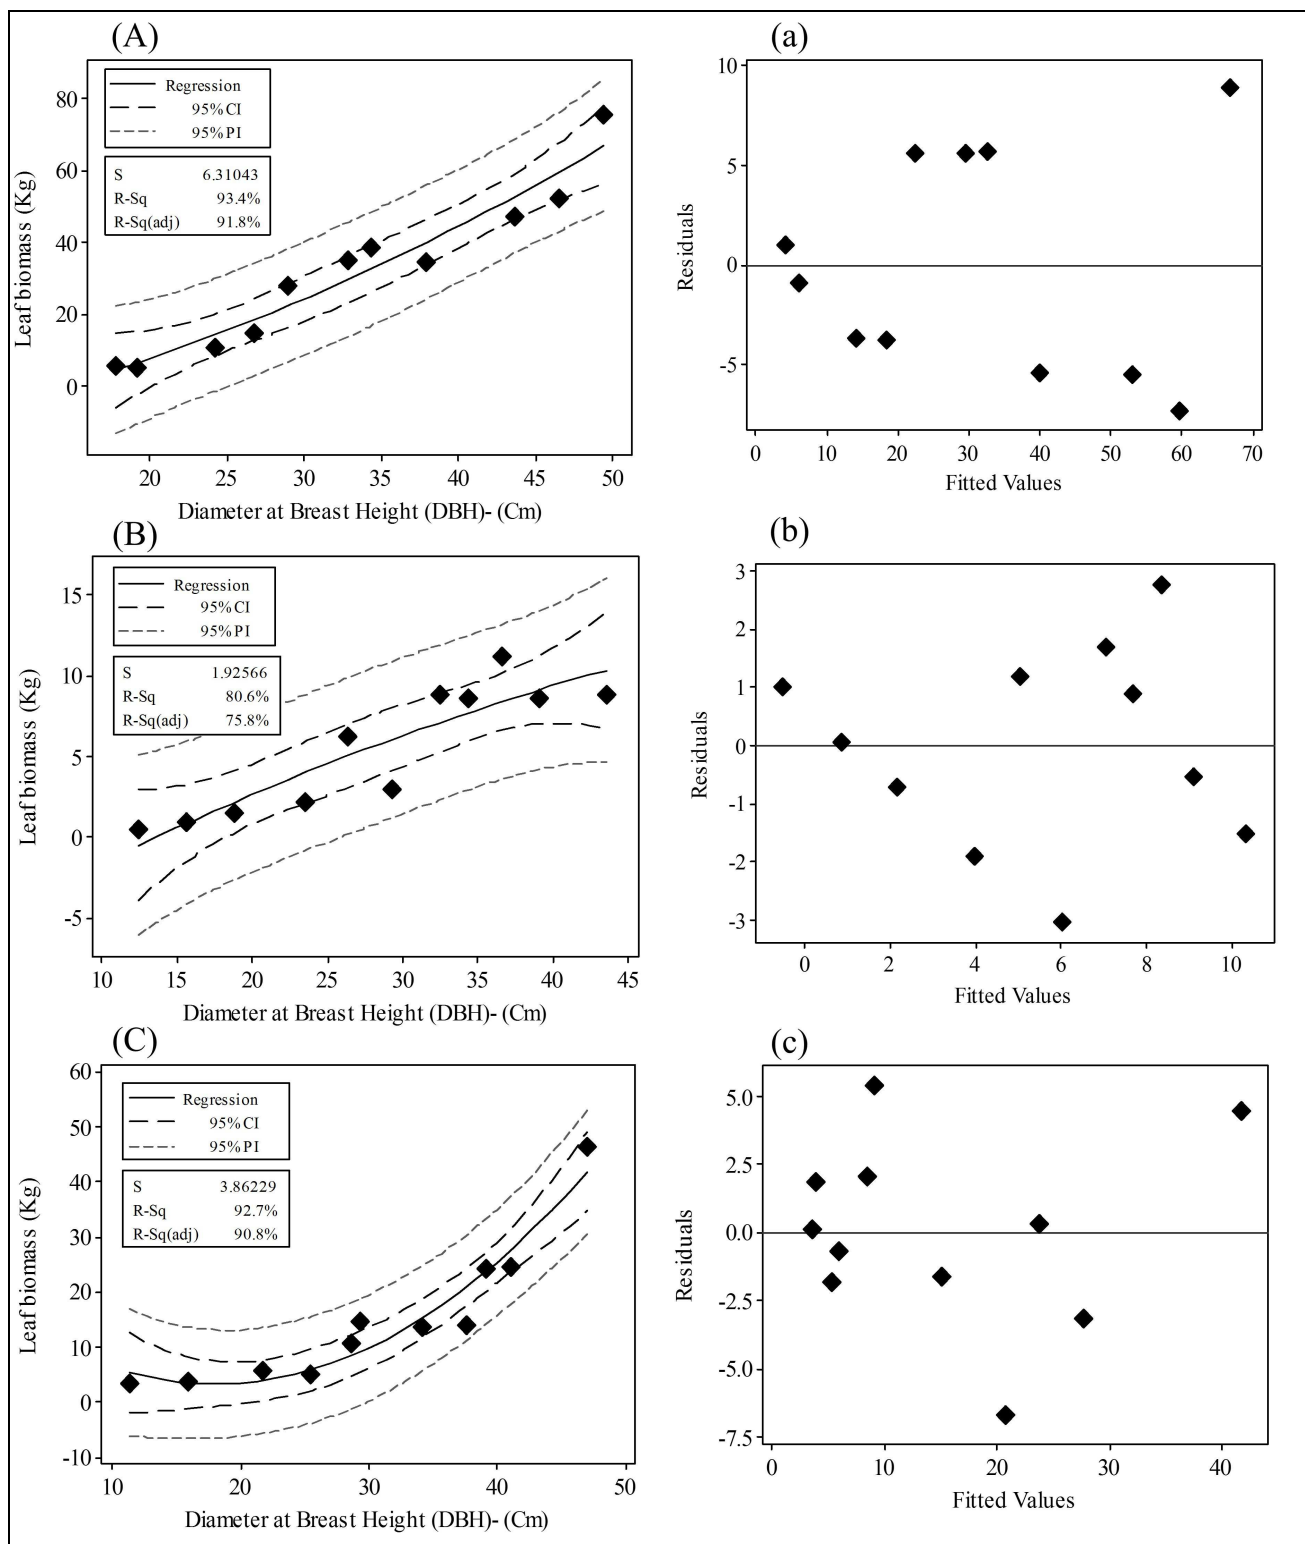 (A)
Regression
95%CI
95%PI
S 6.31043
R-Sq 93.4%
R-Sq(adj) 91.8%
80
60
40
20
0
Leaf biomass (Kg)
20 25 30 35 40 45 50
Diameter at Breast Height (DBH)- (Cm)
(a)
10
5
0
-5
Residuals
0 10 20 30 40 50 60 70
Fitted Values
(B)
Regression
95%CI
95%PI
S 1.92566
R-Sq 80.6%
R-Sq(adj) 75.8%
15
10
5
0
-5
Leaf biomass (Kg)
10 15 20 25 30 35 40 45
Diameter at Breast Height (DBH)- (Cm)
(b)
3
2
1
0
-1
-2
-3
Residuals
0 2 4 6 8 10
Fitted Values
(C)
Regression
95%CI
95%PI
S 3.86229
R-Sq 92.7%
R-Sq(adj) 90.8%
60
50
40
30
20
10
0
-10
Leaf biomass (Kg)
10 20 30 40 50
Diameter at Breast Height (DBH)- (Cm)
(c)
5.0
2.5
0.0
-2.5
-5.0
-7.5
Residuals
0 10 20 30 40
Fitted Values